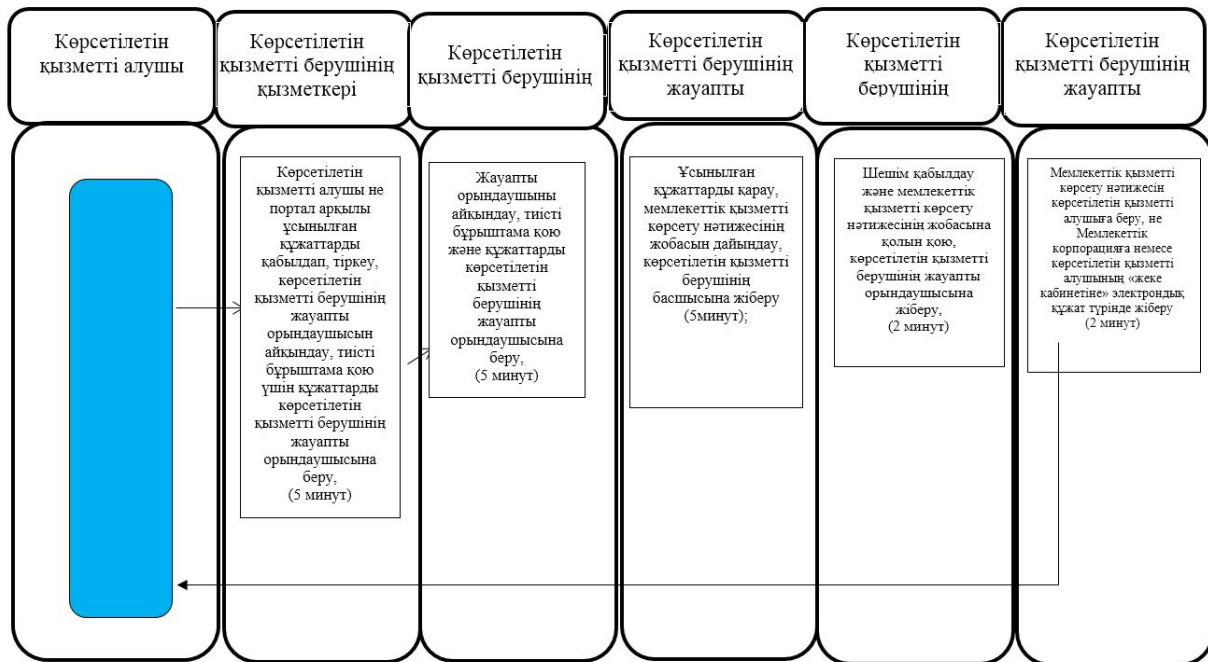 Көрсетілетін
қызметті алушы
Көрсетілетін
қызметті берушінің
қызметкері
Көрсетілетін
қызметті берушінің
Көрсетілетін
қызметті берушінің
жауапты
Көрсетілетін
қызметті
берушінің
Көрсетілетін
қызметті берушінің
жауапты
Көрсетілетін
қызметті алушы не
портал арқылы
ұсынылған
құжаттарды
қабылдап, тіркеу,
көрсетілетін
қызметті берушінің
жауапты
орындаушысын
айқындау, тиісті
бұрыштама қою
үшін құжаттарды
көрсетілетін
қызметті берушінің
жауапты
орындаушысына
беру,
(5 минут)
Жауапты
орындаушыны
айқындау, тиісті
бұрыштама қою
және құжаттарды
көрсетілетін
қызметті
берушінің
жауапты
орындаушысына
беру,
(5 минут)
Ұсынылған
құжаттарды қарау,
мемлекеттік қызметті
көрсету нәтижесінің
жобасын дайындау,
көрсетілетін қызметті
берушінің
басшысына жіберу
(5минут);
Шешім қабылдау
және мемлекеттік
қызметті көрсету
нәтижесінің жобасына
қолын қою,
көрсетілетін қызметті
берушінің жауапты
орындаушысына
жіберу,
(2 минут)
Мемлекеттік қызметті
көрсету нәтижесін
көрсетілетін қызметті
алушыға беру, не
Мемлекеттік
корпорацияға немесе
көрсетілетін қызметті
алушының «жеке
кабинетіне» электрондық
құжат түрінде жіберу
(2 минут)